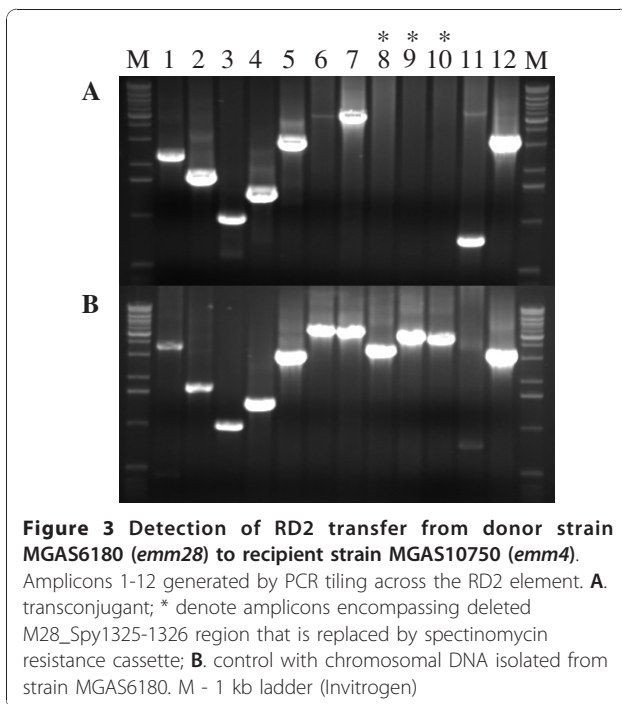 * * *
M 1 2 3 4 5 6 7 8 9 10 11 12 M
A
B
Figure 3 Detection of RD2 transfer from donor strain
MGAS6180 (emm28) to recipient strain MGAS10750 (emm4).
Amplicons 1-12 generated by PCR tiling across the RD2 element. A.
transconjugant; * denote amplicons encompassing deleted
M28_Spy1325-1326 region that is replaced by spectinomycin
resistance cassette; B. control with chromosomal DNA isolated from
strain MGAS6180. M - 1 kb ladder (Invitrogen)